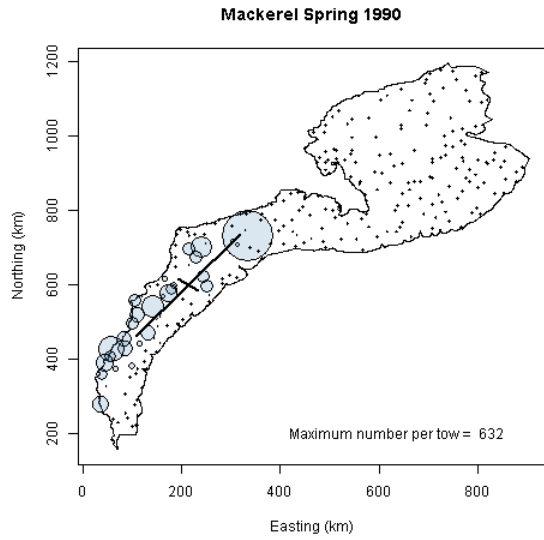 Mackerel Spring 1990
1200
1000
800
600
400
200
Northing (km)
Maximum number per tow = 632
0 200 400 600 800
Easting (km)